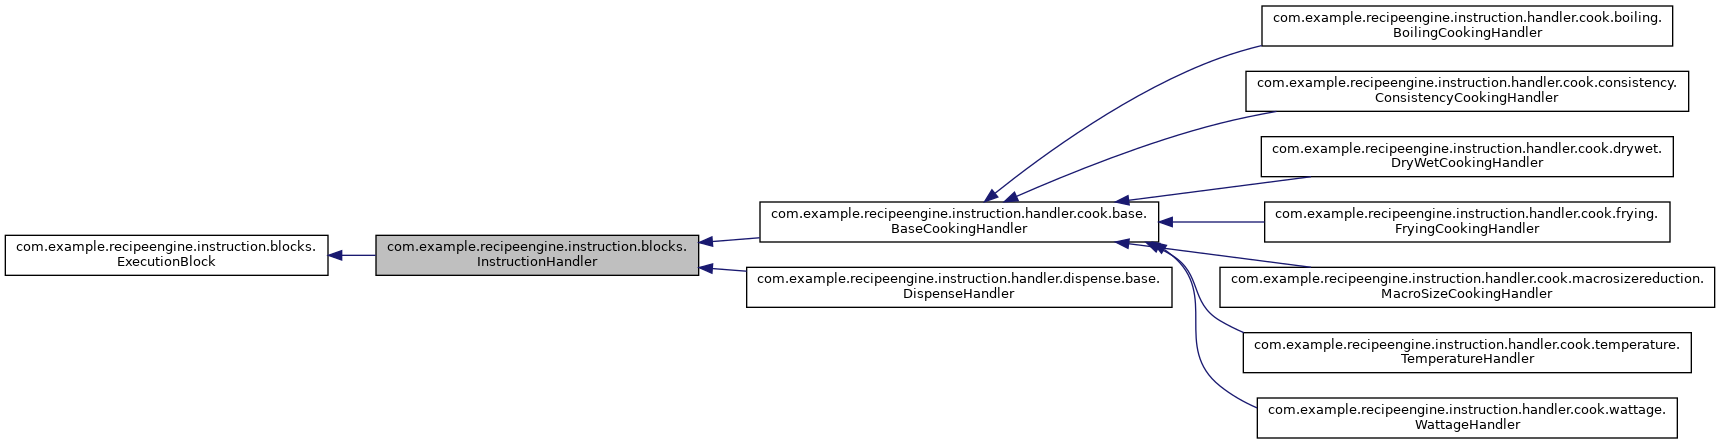 com.example.recipeengine.instruction.handler.cook.boiling.
BoilingCookingHandler
com.example.recipeengine.instruction.handler.cook.consistency.
ConsistencyCookingHandler
com.example.recipeengine.instruction.handler.cook.drywet.
DryWetCookingHandler
com.example.recipeengine.instruction.handler.cook.base.
BaseCookingHandler
com.example.recipeengine.instruction.handler.cook.frying.
FryingCookingHandler
com.example.recipeengine.instruction.blocks.
ExecutionBlock
com.example.recipeengine.instruction.blocks.
InstructionHandler
com.example.recipeengine.instruction.handler.dispense.base.
DispenseHandler
com.example.recipeengine.instruction.handler.cook.macrosizereduction.
MacroSizeCookingHandler
com.example.recipeengine.instruction.handler.cook.temperature.
TemperatureHandler
com.example.recipeengine.instruction.handler.cook.wattage.
WattageHandler